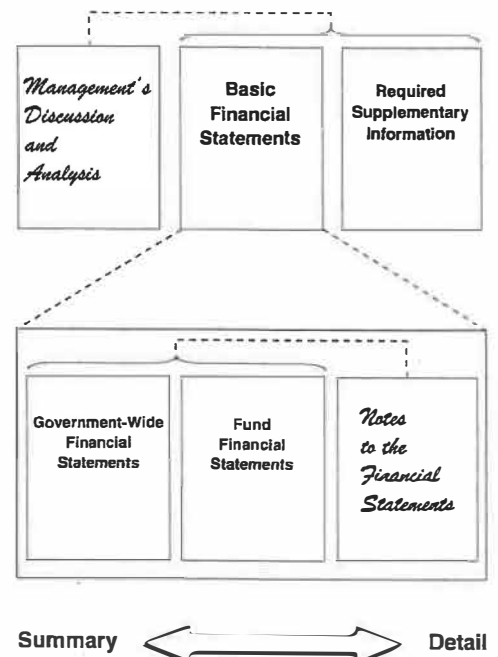 Management's
Discussion
and
Analysis
Basic
Financial
Statements
Required
Supplementary
Information
Government-Wide
Financial
Statements
Fund
Financial
Statements
Notes
to the
Financial
Statements
Summary
Detail